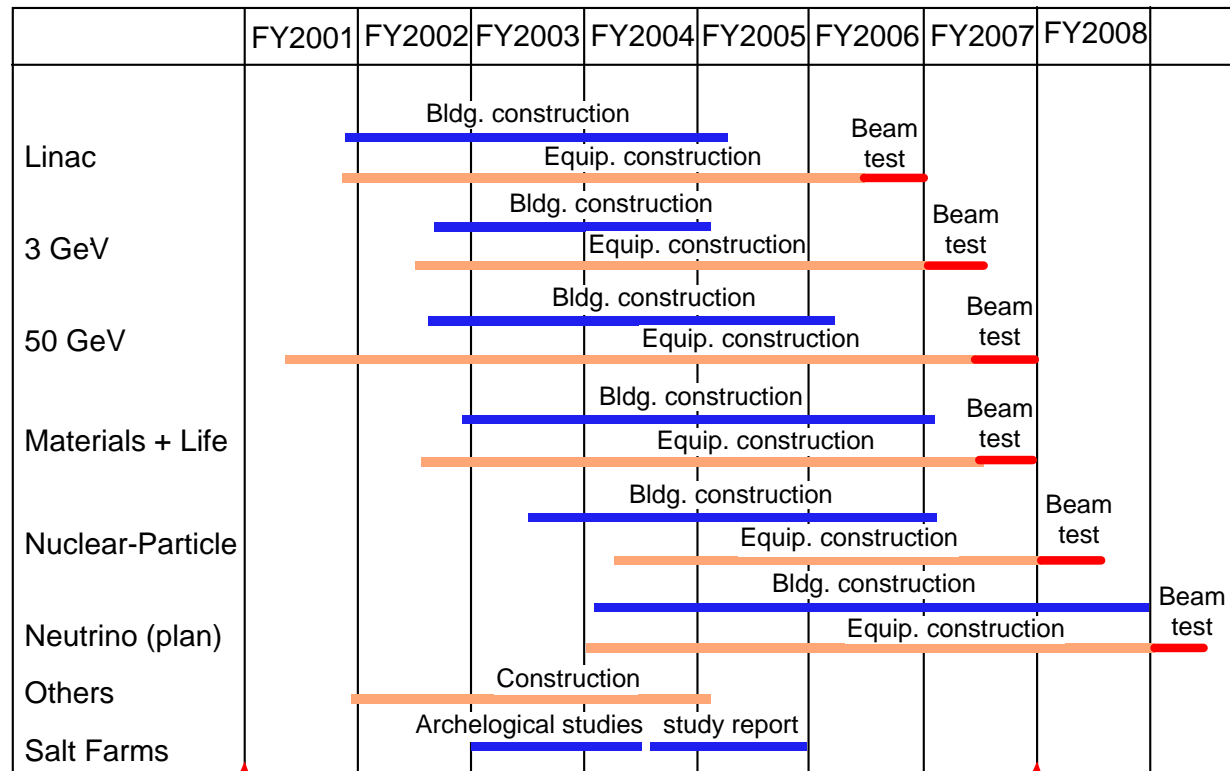 FY2001 FY2002 FY2003 FY2004 FY2005 FY2006 FY2007 FY2008
Linac
Bldg. construction
Equip. construction
Beam
test
3 GeV
Bldg. construction
Equip. construction
Beam
test
50 GeV
Bldg. construction
Equip. construction
Beam
test
Materials + Life
Bldg. construction
Equip. construction
Beam
test
Nuclear-Particle
Bldg. construction
Equip. construction
Beam
test
Neutrino (plan)
Bldg. construction
Equip. construction
Beam
test
Others
Construction
Salt Farms
Archelogical studies study report